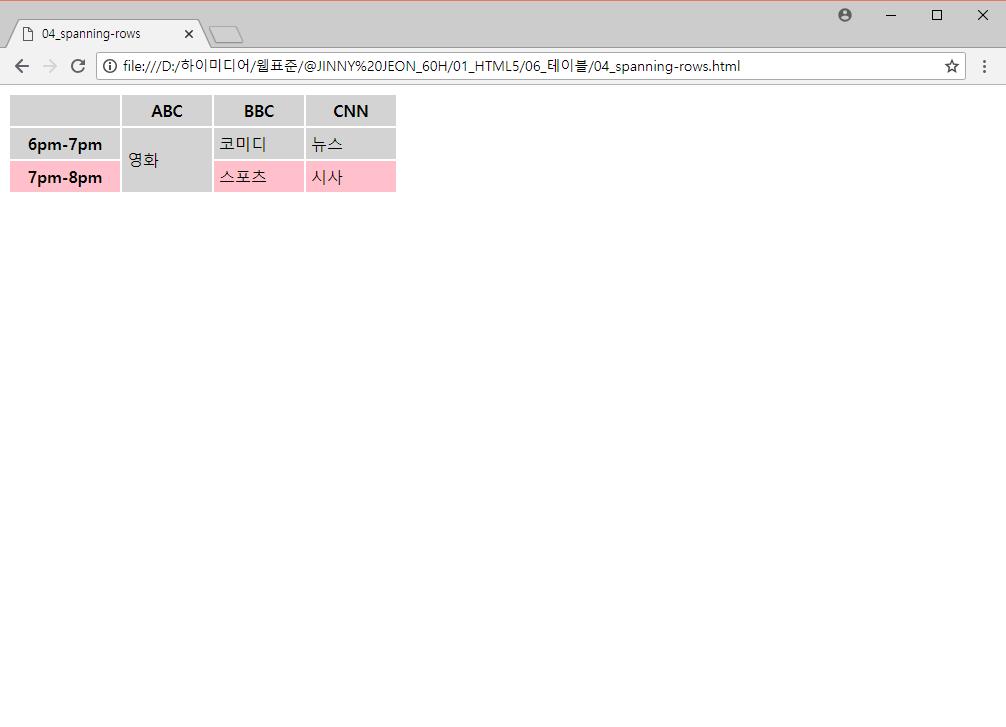 04_spanning-rows
file:///D:/하이미디어/웹표준/@JINNY%20JEON_60H/01_HTML5/06_테이블/04_spanning-rows.html
ABC BBC CNN
6pm-7pm 영화 코미디 뉴스
7pm-8pm 스포츠 시사